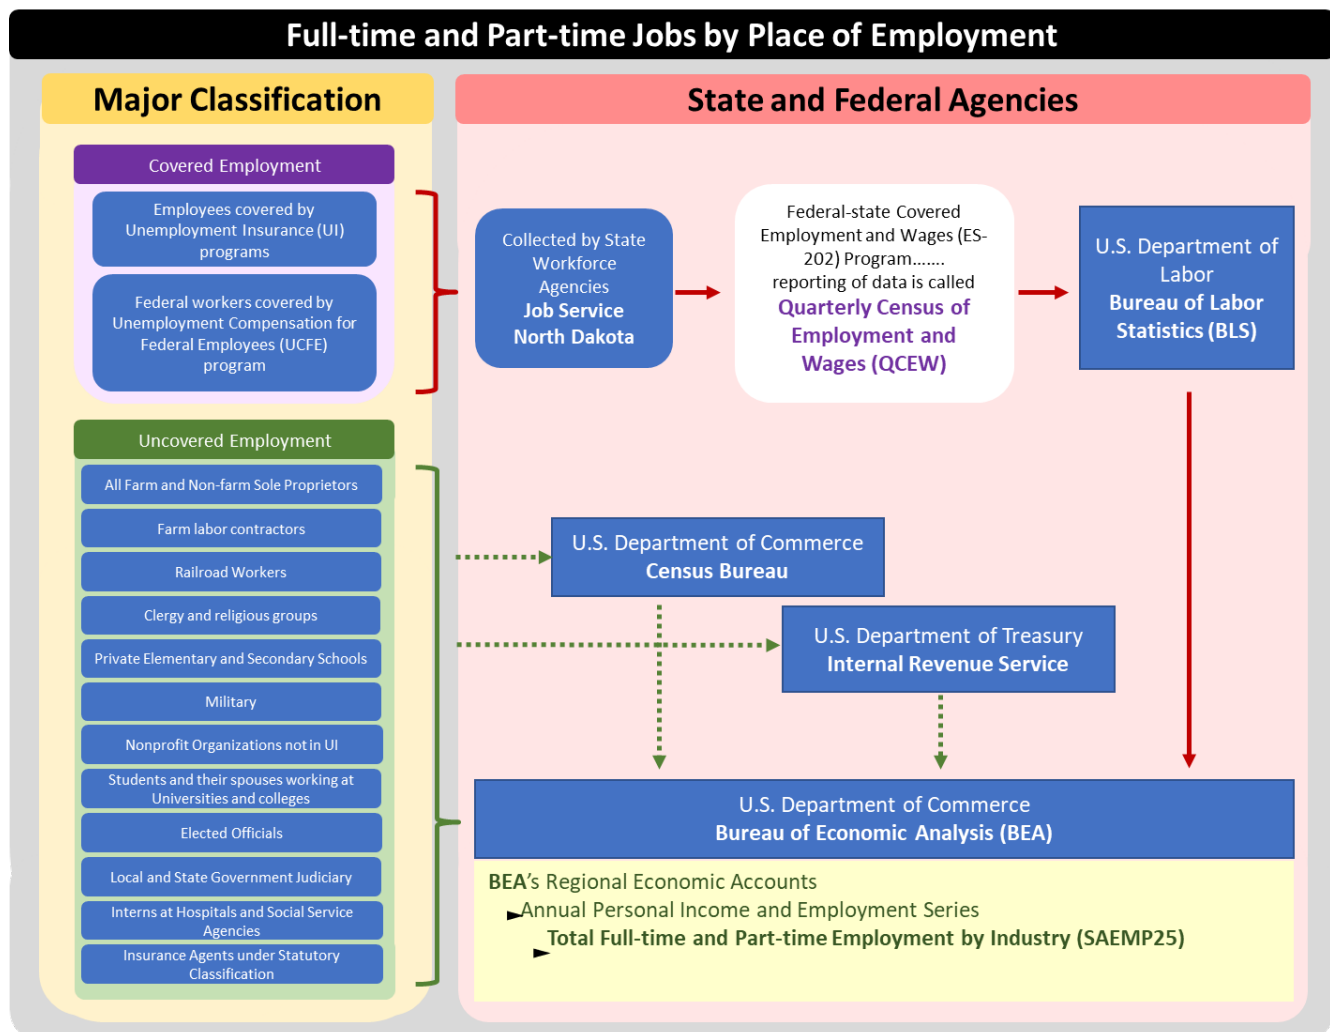 Full-time and Part-time Jobs by Place of Employment
Major Classification
Covered Employment
Employees covered by
Unemployment Insurance (UI)
programs
Federal workers covered by
Unemployment Compensation for
Federal Employees (UCFE)
program
Uncovered Employment
All Farm and Non-farm Sole Proprietors
Farm labor contractors
Railroad Workers
Clergy and religious groups
Private Elementary and Secondary Schools
Military
Nonprofit Organizations not in UI
Students and their spouses working at
Universities and colleges
Elected Officials
Local and State Government Judiciary
Interns at Hospitals and Social Service
Agencies
Insurance Agents under Statutory
Classification
State and Federal Agencies
Collected by State
Workforce
Agencies
Job Service
North Dakota
Federal-state Covered
Employment and Wages (ES-
202) Program.......
reporting of data is called
Quarterly Census of
Employment and
Wages (QCEW)
U.S. Department of
Labor
Bureau of Labor
Statistics (BLS)
U.S. Department of Commerce
Census Bureau
U.S. Department of Treasury
Internal Revenue Service
U.S. Department of Commerce
Bureau of Economic Analysis (BEA)
BEA's Regional Economic Accounts
Annual Personal Income and Employment Series
Total Full-time and Part-time Employment by Industry (SAEMP25)